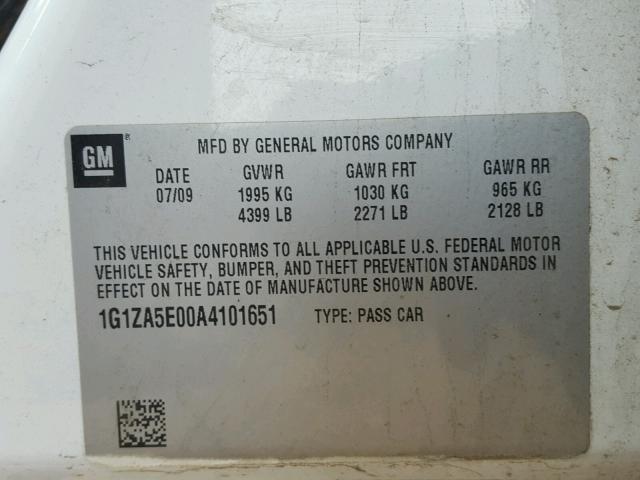 GM
MFD BY GENERAL MOTORS COMPANY
DATE GVWR GAWR FRT GAWR RR
07/09 1995 KG 1030 KG 965 KG
4399 LB 2271 LB 2128 LB
THIS VEHICLE CONFORMS TO ALL APPLICABLE U.S. FEDERAL MOTOR
VEHICLE SAFETY, BUMPER, AND THEFT PREVENTION STANDARDS IN
EFFECT ON THE DATE OF MANUFACTURE SHOWN ABOVE.
1G1ZA5E00A4101651 TYPE: PASS CAR